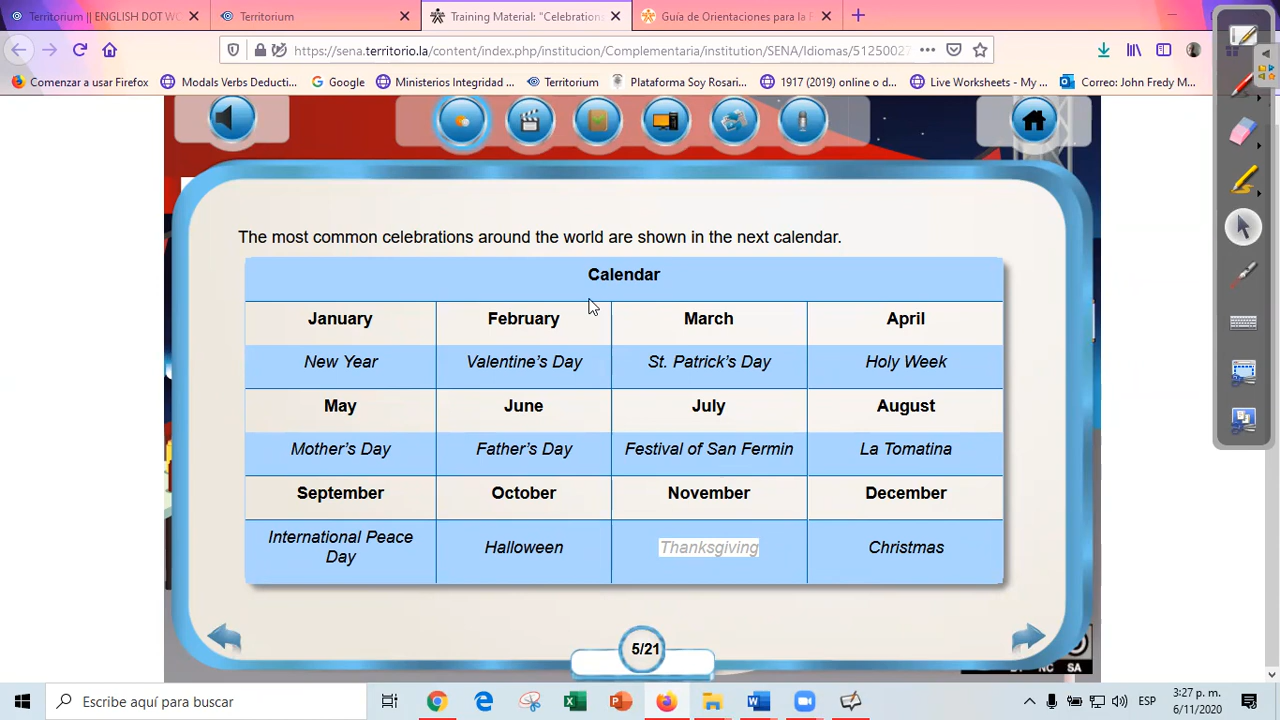 Territorium || ENGLISH DOT WO
Territorium
Training Material: "Celebration
Guía de Orientaciones para la F
https://sena.territorio.la/content/index.php/institucion/Complementaria/institution/SENA/Idiomas/5125002
Comenzar a usar Firefox
Modals Verbs Deducti...
Google
Ministerios Integridad ...
Territorium
Plataforma Soy Rosari...
1917 (2019) online o d...
Live Worksheets - My ...
Correo: John Fredy M...
The most common celebrations around the world are shown in the next calendar.
Calendar
January February March April
New Year Valentine's Day St. Patrick's Day Holy Week
May June July August
Mother's Day Father's Day Festival of San Fermin La Tomatina
September October November December
International Peace
Day
Halloween Thanksgiving Christmas
5/21
NC SA
Escribe aquí para buscar
ESP
3:27 p. m.
6/11/2020